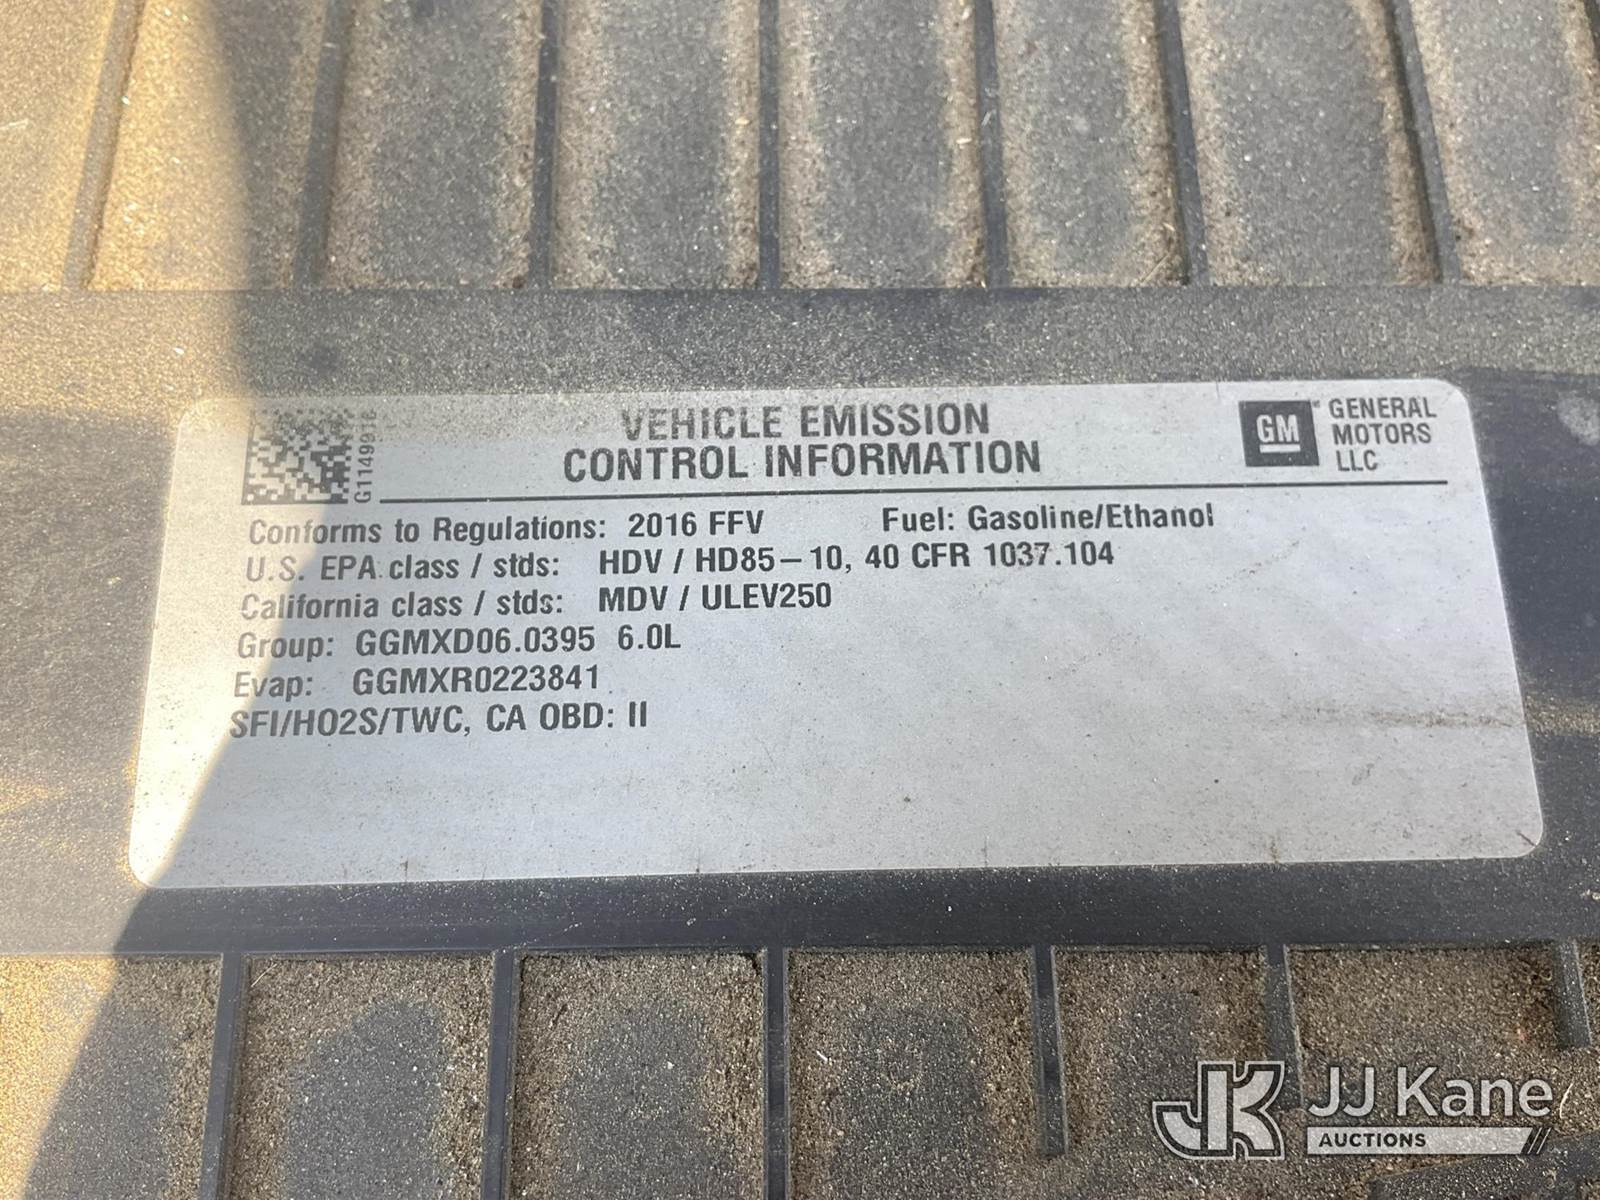 G1149918
VEHICLE EMISSION
CONTROL INFORMATION
GM
GENERAL
MOTORS
LLC
Conforms to Regulations: 2016 FFV Fuel: Gasoline/Ethanol
U.S. EPA class / stds: HDV / HD85–10, 40 CFR 1037.104
California class / stds: MDV / ULEV250
Group: GGMXD06.0395 6.0L
Evap: GGMXR0223841
SFI/HO2S/TWC, CA OBD: II
JK JJ Kane
AUCTIONS